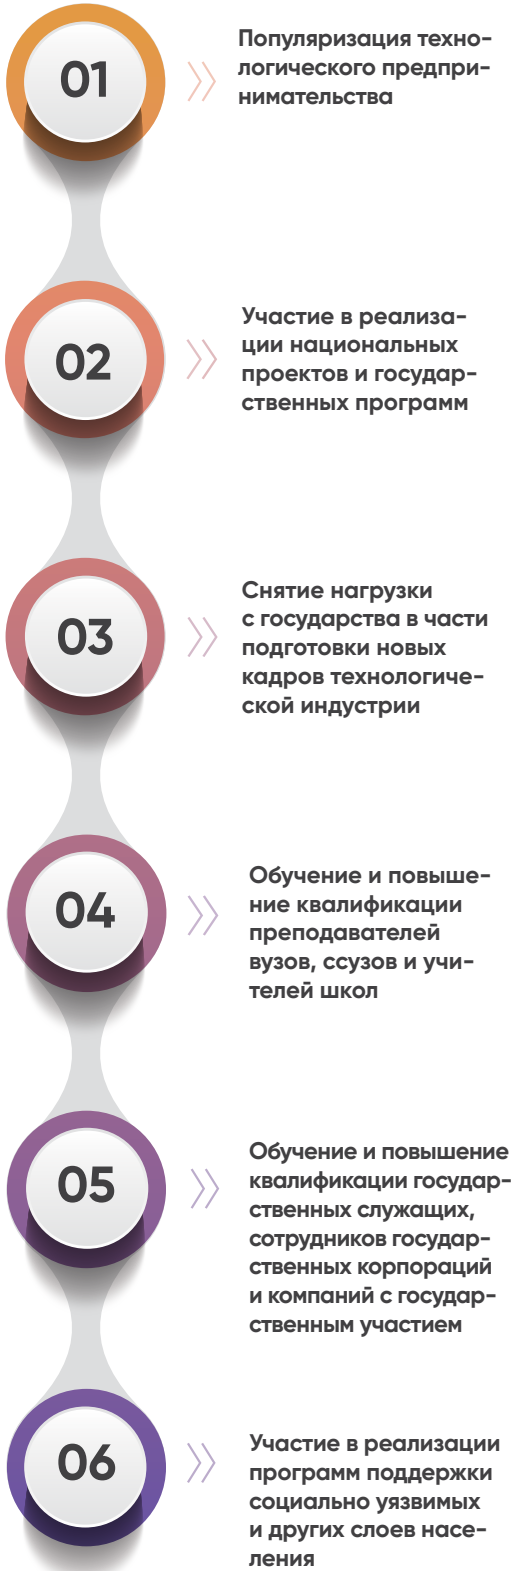 01
Популяризация техно-
логического предпри-
нимательства
02
Участие в реализа-
ции национальных
проектов и государ-
ственных программ
03
Снятие нагрузки
с государства в части
подготовки новых
кадров технологиче-
ской индустрии
04
Обучение и повыше-
ние квалификации
преподавателей
вузов, ссузов и учи-
телей школ
05
Обучение и повышение
квалификации государ-
ственных служащих,
сотрудников государ-
ственных корпораций
и компаний с государ-
ственным участием
06
Участие в реализации
программ поддержки
социально уязвимых
и других слоев насе-
ления